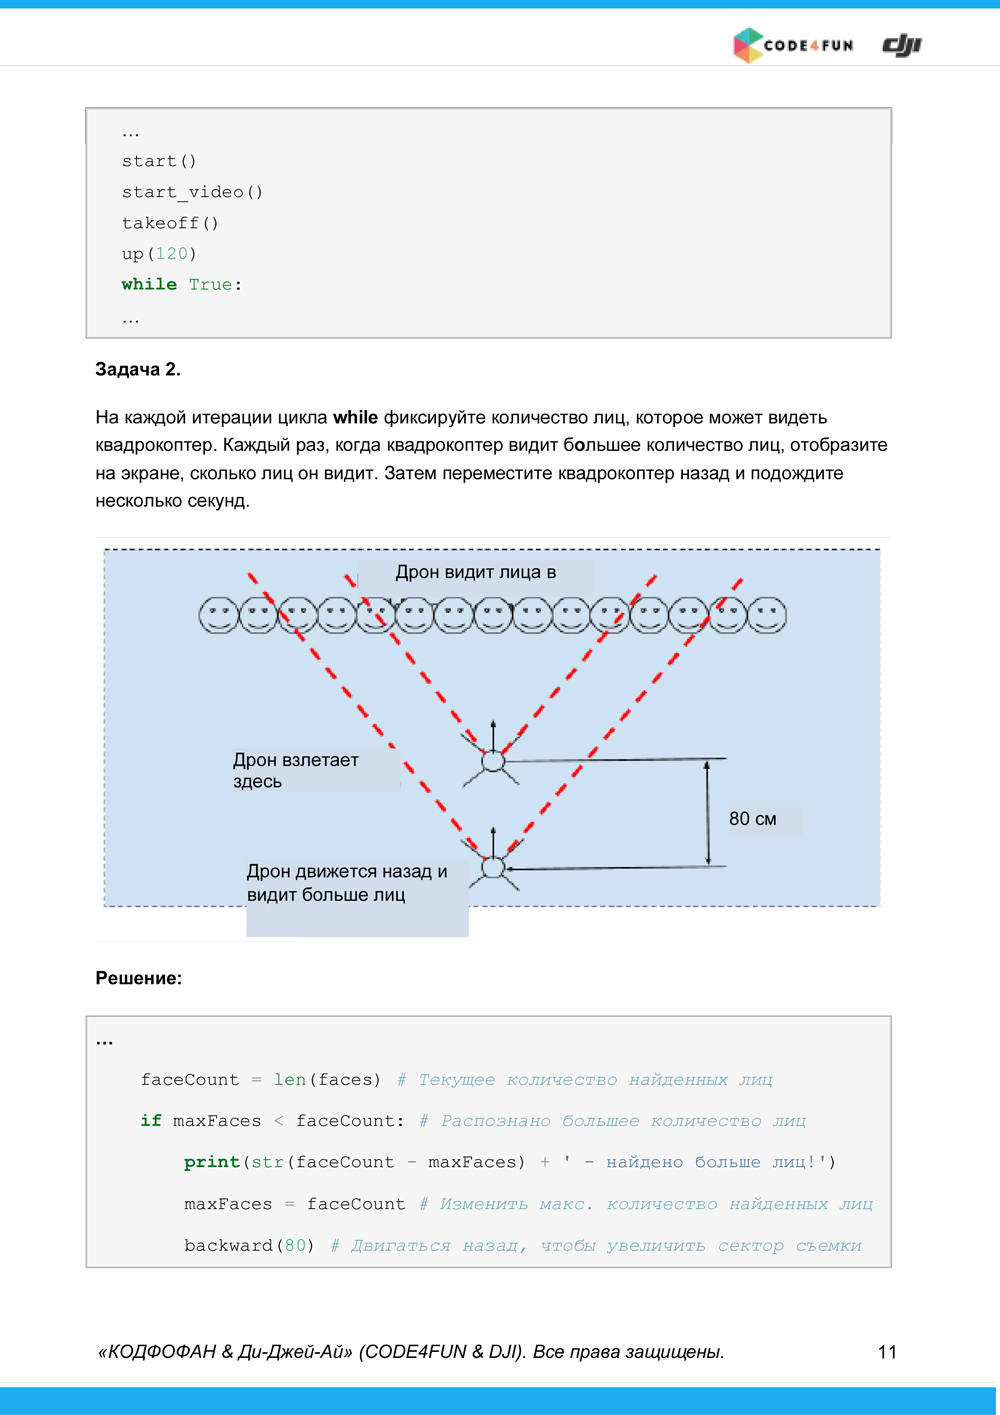 CODE4FUN dji
...
start()
start_video()
takeoff()
up(120)
while True:
...
Задача 2.
На каждой итерации цикла while фиксируйте количество лиц, которое может видеть
квадрокоптер. Каждый раз, когда квадрокоптер видит большее количество лиц, отобразите
на экране, сколько лиц он видит. Затем переместите квадрокоптер назад и подождите
несколько секунд.
Дрон видит лица в
Дрон взлетает
здесь
80 см
Дрон движется назад и
видит больше лиц
Решение:
...
faceCount = len(faces) # Текущее количество найденных лиц
if maxFaces < faceCount: # Распознано большее количество лиц
print(str(faceCount - maxFaces) + ' - найдено больше лиц!')
maxFaces = faceCount # Изменить макс. количество найденных лиц
backward(80) # Двигаться назад, чтобы увеличить сектор съемки
«КОДФОФАН & Ди-Джей-Ай» (CODE4FUN & DJI). Все права защищены.
11